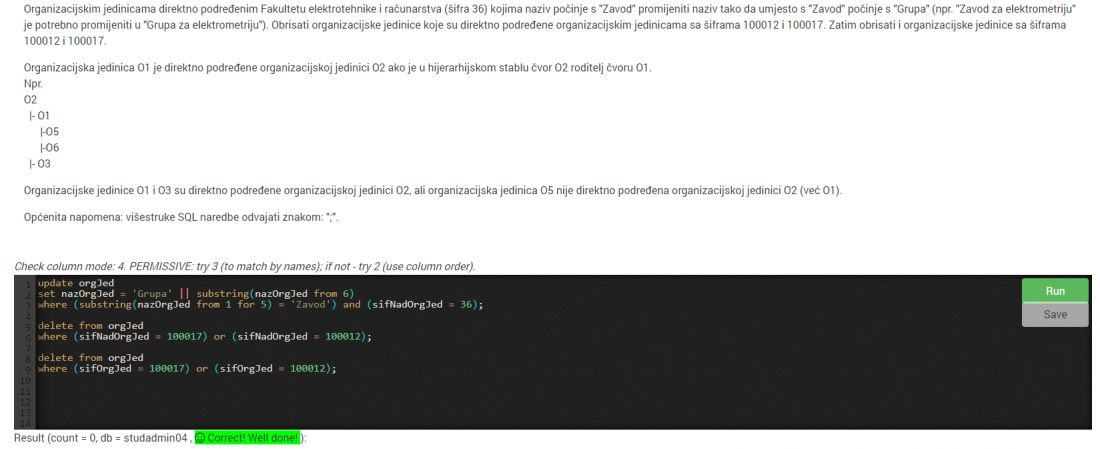 Organizacijskim jedinicama direktno podređenim Fakultetu elektrotehnike i računarstva (šifra 36) kojima naziv počinje s "Zavod" promijeniti naziv tako da umjesto s "Zavod" počinje s "Grupa" (npr. "Zavod za elektrometriju"
je potrebno promijeniti u "Grupa za elektrometriju"). Obrisati organizacijske jedinice koje su direktno podređene organizacijskim jedinicama sa šiframa 100012 i 100017. Zatim obrisati i organizacijske jedinice sa šiframa
100012 i 100017.
Organizacijska jedinica O1 je direktno podređene organizacijskoj jedinici O2 ako je u hijerarhijskom stablu čvor O2 roditelj čvoru O1.
Npr.
O2
|- O1
|-O5
|-O6
|- O3
Organizacijske jedinice O1 i O3 su direktno podređene organizacijskoj jedinici O2, ali organizacijska jedinica O5 nije direktno podređena organizacijskoj jedinici O2 (već O1).
Općenita napomena: višestruke SQL naredbe odvajati znakom: ";".
Check column mode: 4. PERMISSIVE: try 3 (to match by names); if not - try 2 (use column order).
1 update orgJed
2 set nazOrgJed = 'Grupa' || substring(nazOrgJed from 6)
3 where (substring(nazOrgJed from 1 for 5) = 'Zavod') and (sifNadOrgJed = 36);
4
5 delete from orgJed
6 where (sifNadOrgJed = 100017) or (sifNadOrgJed = 100012);
7
8 delete from orgJed
9 where (sifOrgJed = 100017) or (sifOrgJed = 100012);
10
11
12
13
14
Run
Save
Result (count = 0, db = studadmin04 , Correct! Well done! ):